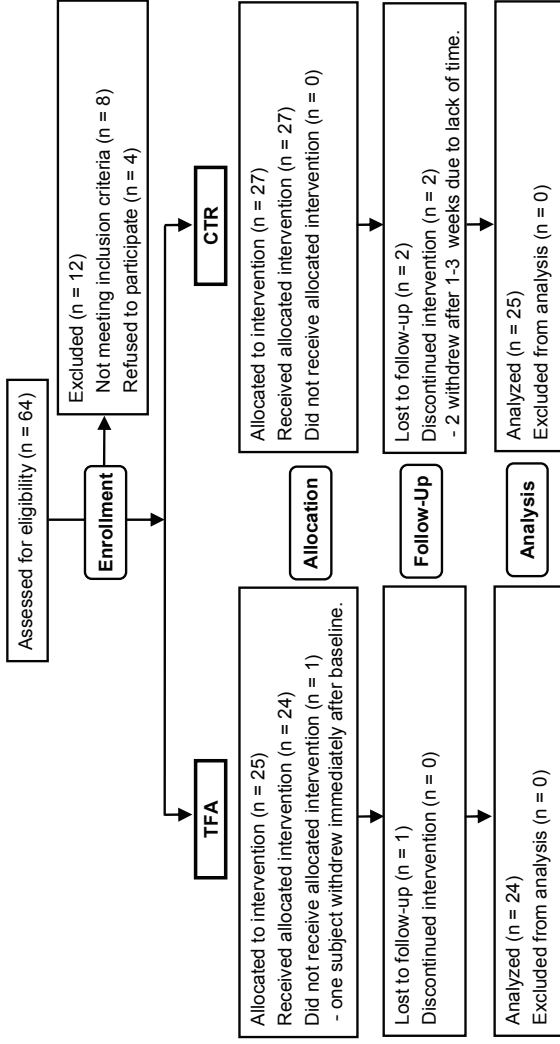 Assessed for eligibility (n = 64)
Enrollment
Excluded (n = 12)
Not meeting inclusion criteria (n = 8)
Refused to participate (n = 4)
TFA
CTR
Allocated to intervention (n = 25)
Received allocated intervention (n = 24)
Did not receive allocated intervention (n = 1)
- one subject withdrew immediately after baseline.
Allocation
Allocated to intervention (n = 27)
Received allocated intervention (n = 27)
Did not receive allocated intervention (n = 0)
Lost to follow-up (n = 1)
Discontinued intervention (n = 0)
Follow-Up
Lost to follow-up (n = 2)
Discontinued intervention (n = 2)
- 2 withdrew after 1-3 weeks due to lack of time.
Analyzed (n = 24)
Excluded from analysis (n = 0)
Analysis
Analyzed (n = 25)
Excluded from analysis (n = 0)